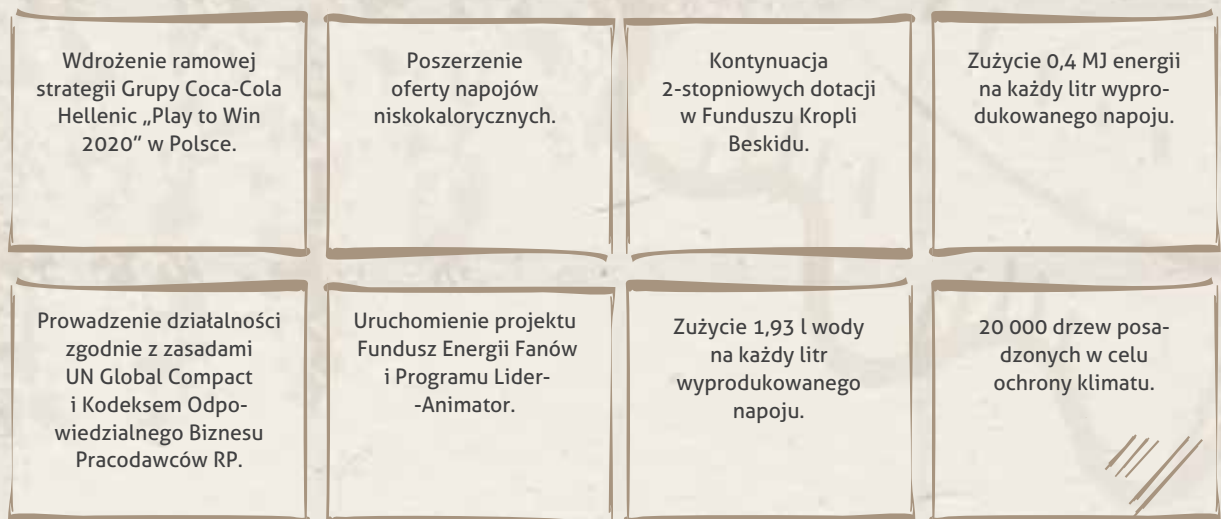 Wdrożenie ramowej
strategii Grupy Coca-Cola
Hellenic „Play to Win
2020” w Polsce.
Poszerzenie
oferty napojów
niskokalorycznych.
Kontynuacja
2-stopniowych dotacji
w Funduszu Kropli
Beskidu.
Zużycie 0,4 MJ energii
na każdy litr wypro-
dukowanego napoju.
Prowadzenie działalności
zgodnie z zasadami
UN Global Compact
i Kodeksem Odpo-
wiedzialnego Biznesu
Pracodawców RP.
Uruchomienie projektu
Fundusz Energii Fanów
i Programu Lider-
-Animator.
Zużycie 1,93 l wody
na każdy litr
wyprodukowanego
napoju.
20 000 drzew posa-
dzonych w celu
ochrony klimatu.